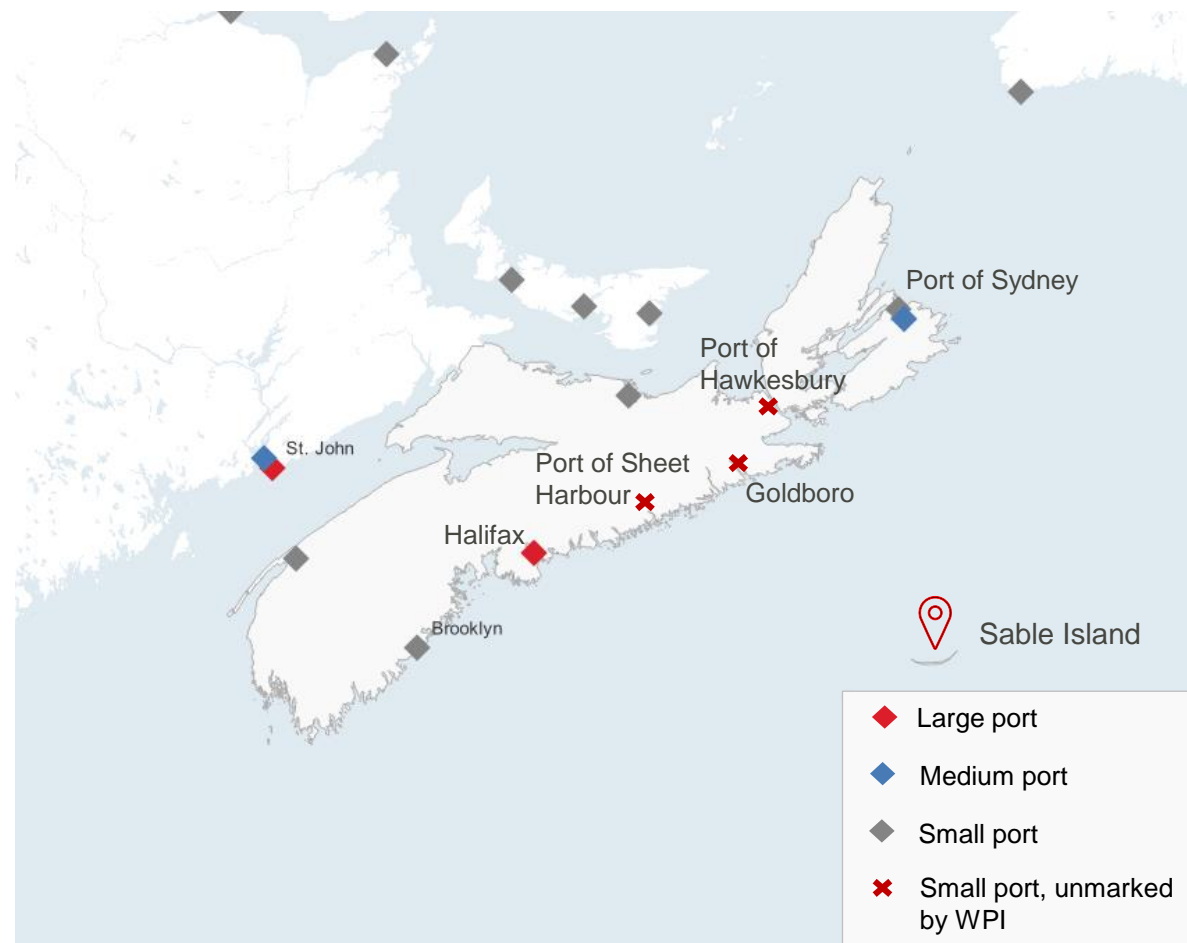 Port of Sydney
Port of
Hawkesbury
St. John
Port of Sheet
Harbour
Goldboro
Halifax
Brooklyn
Sable Island
Large port
Medium port
Small port
Small port, unmarked
by WPI